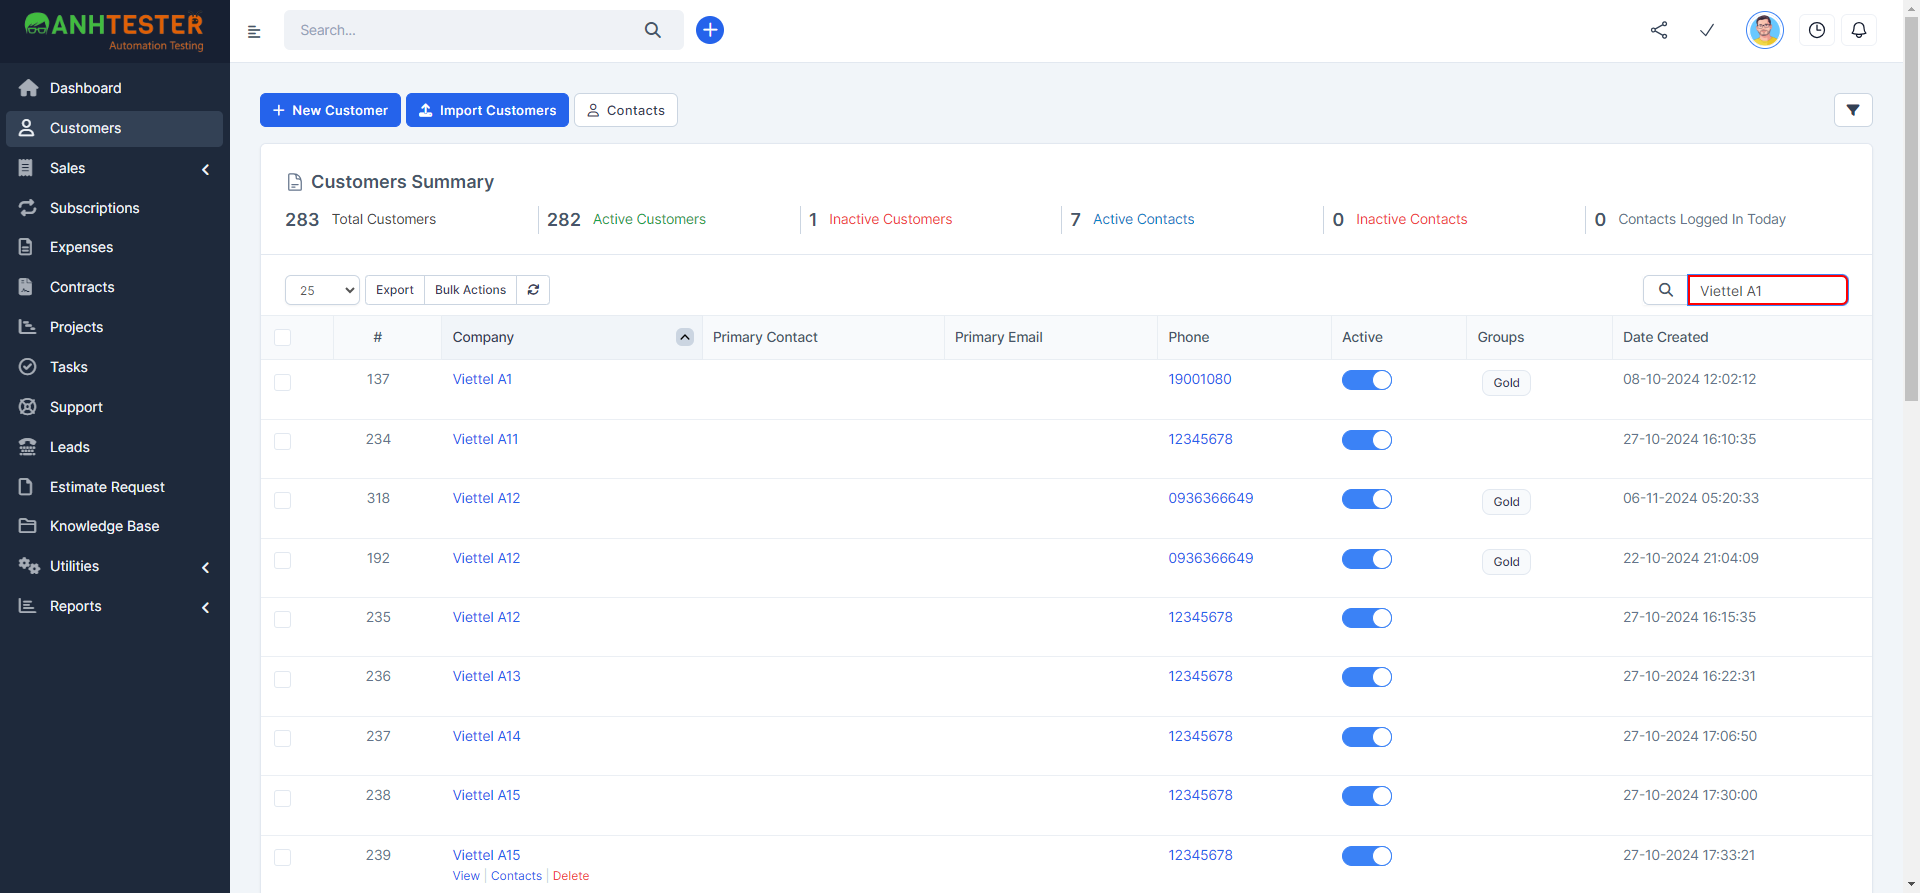 ANHTESTER
Automation Testing
Search...
Dashboard
Customers
Sales
Subscriptions
Expenses
Contracts
Projects
Tasks
Support
Leads
Estimate Request
Knowledge Base
Utilities
Reports
New Customer
Import Customers
Contacts
Customers Summary
283 Total Customers
282 Active Customers
1 Inactive Customers
7 Active Contacts
0 Inactive Contacts
0 Contacts Logged In Today
25 Export Bulk Actions Viettel A1
# Company Primary Contact Primary Email Phone Active Groups Date Created
137 Viettel A1 19001080 Gold 08-10-2024 12:02:12
234 Viettel A11 12345678 27-10-2024 16:10:35
318 Viettel A12 0936366649 Gold 06-11-2024 05:20:33
192 Viettel A12 0936366649 Gold 22-10-2024 21:04:09
235 Viettel A12 12345678 27-10-2024 16:15:35
236 Viettel A13 12345678 27-10-2024 16:22:31
237 Viettel A14 12345678 27-10-2024 17:06:50
238 Viettel A15 12345678 27-10-2024 17:30:00
239 Viettel A15 12345678 27-10-2024 17:33:21
View Contacts Delete